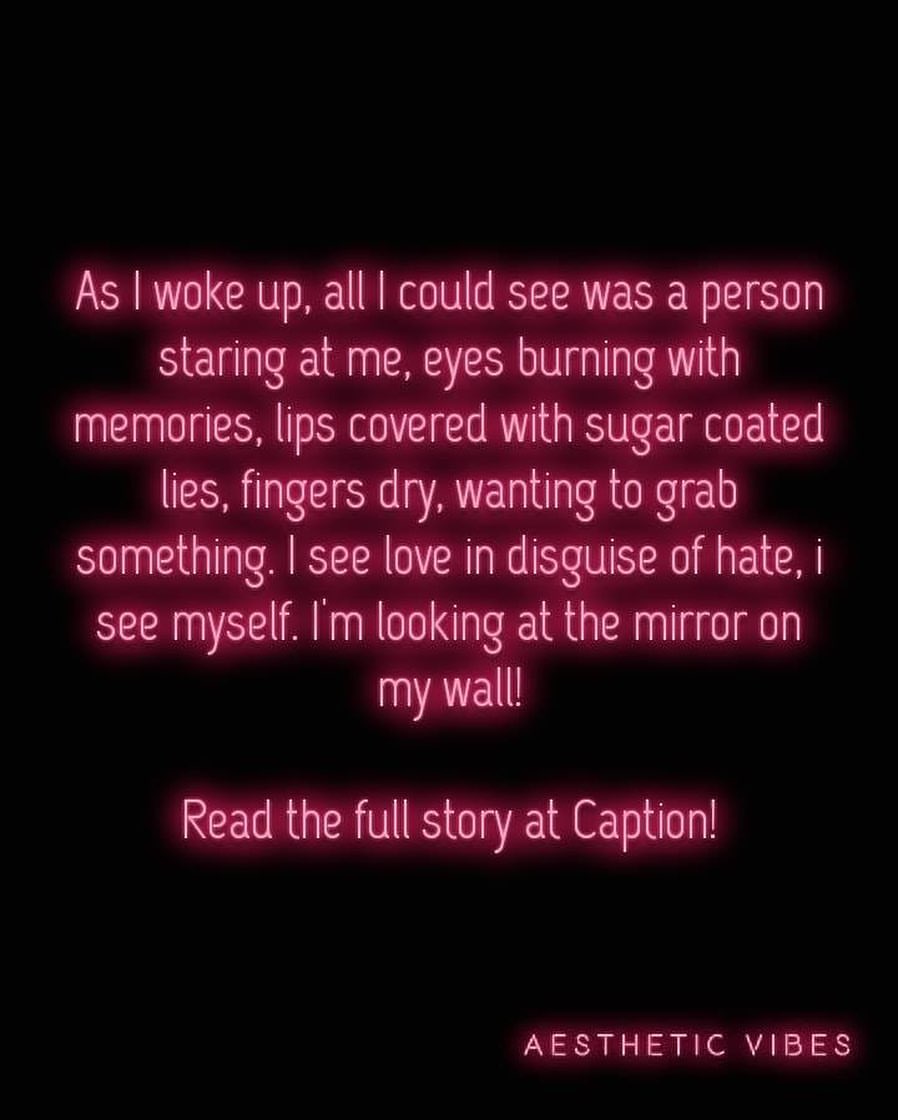 As I woke up, all I could see was a person
staring at me, eyes burning with
memories, lips covered with sugar coated
lies, fingers dry, wanting to grab
something. I see love in disguise of hate, i
see myself. I'm looking at the mirror on
my wall!
Read the full story at Caption!
AESTHETIC VIBES